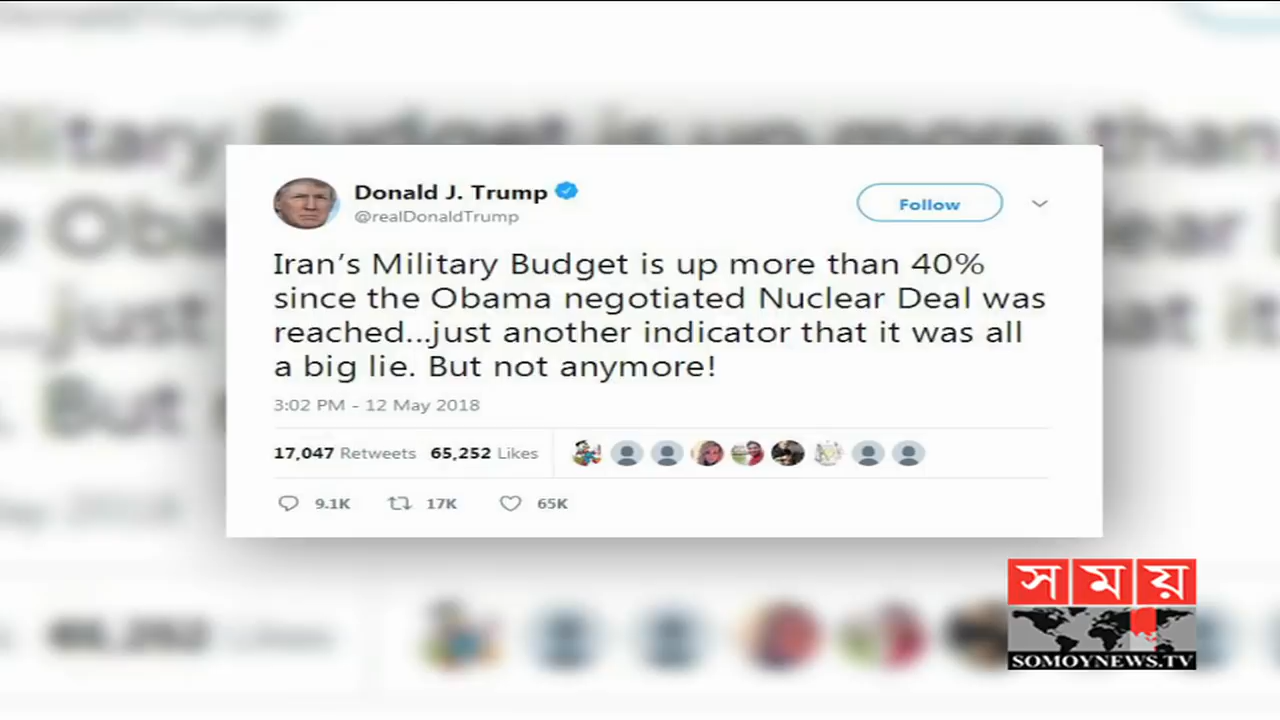 Donald J. Trump
@realDonaldTrump
Follow
Iran's Military Budget is up more than 40%
since the Obama negotiated Nuclear Deal was
reached...just another indicator that it was all
a big lie. But not anymore!
3:02 PM - 12 May 2018
17,047 Retweets 65,252 Likes
9.1K 17K 65K
সময়
SOMOYNEWS.TV